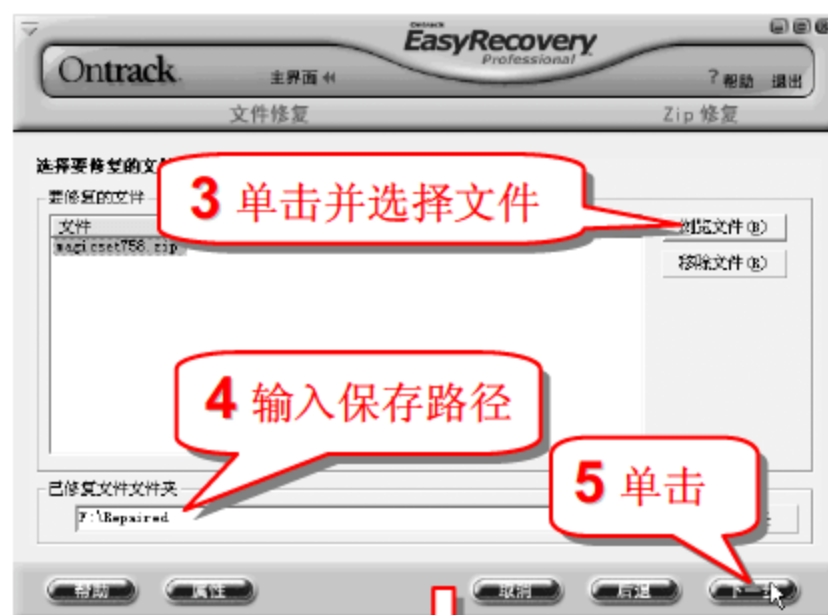 Ontrack
EasyRecovery
Professional
Ontrack
主界面
? 帮助 退出
文件修复
Zip 修复
选择要修复的文
要修复的文件
3 单击并选择文件
文件
浏览文件(B)
magicset758.zip
移除文件(R)
4 输入保存路径
5 单击
已修复文件文件夹
F:\Repaired
帮助
属性
取消
后退
下一步